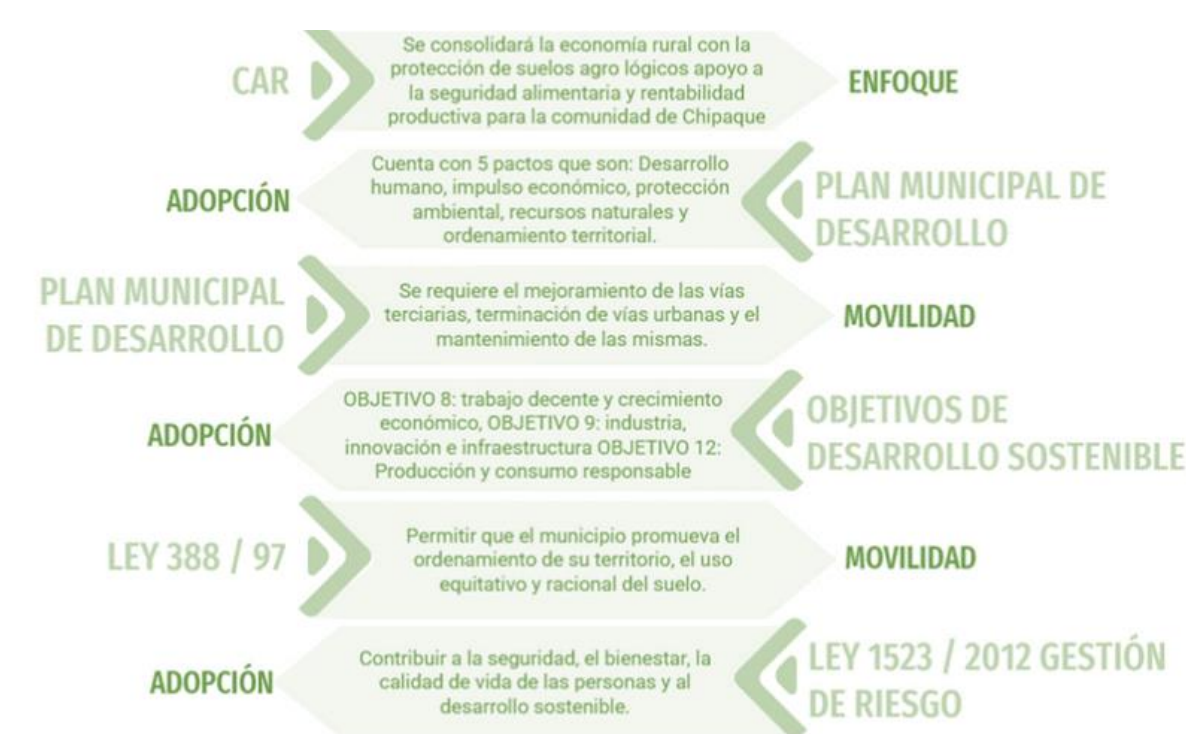 CAR
Se consolidará la economía rural con la
protección de suelos agro lógicos apoyo a
la seguridad alimentaria y rentabilidad
productiva para la comunidad de Chipaque
ENFOQUE
ADOPCIÓN
Cuenta con 5 pactos que son: Desarrollo
humano, impulso económico, protección
ambiental, recursos naturales y
ordenamiento territorial.
PLAN MUNICIPAL DE
DESARROLLO
PLAN MUNICIPAL
DE DESARROLLO
Se requiere el mejoramiento de las vías
terciarias, terminación de vías urbanas y el
mantenimiento de las mismas.
MOVILIDAD
ADOPCIÓN
OBJETIVO 8: trabajo decente y crecimiento
económico, OBJETIVO 9: industria,
innovación e infraestructura OBJETIVO 12:
Producción y consumo responsable
OBJETIVOS DE
DESARROLLO SOSTENIBLE
LEY 388 / 97
Permitir que el municipio promueva el
ordenamiento de su territorio, el uso
equitativo y racional del suelo.
MOVILIDAD
ADOPCIÓN
Contribuir a la seguridad, el bienestar, la
calidad de vida de las personas y al
desarrollo sostenible.
LEY 1523 / 2012 GESTIÓN
DE RIESGO